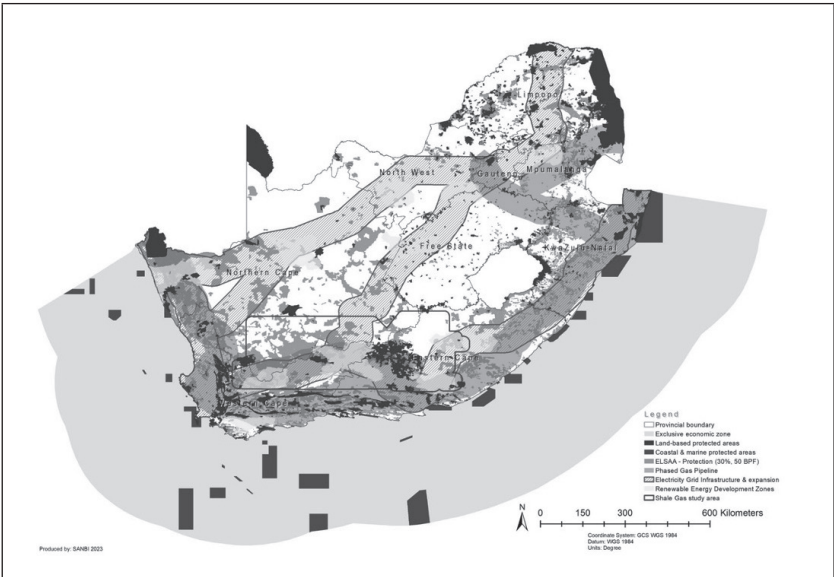 Limpopo
North West
Gauteng
Mpumalanga
Free State
KwaZulu-Natal
Northern Cape
Eastern Cape
Western Cape
Legend
Provincial boundary
Exclusive economic zone
Land-based protected areas
Coastal & marine protected areas
ELSAA - Protection (30%, 50 BPF)
Phased Gas Pipeline
Electricity Grid Infrastructure & expansion
Renewable Energy Development Zones
Shale Gas study area
N
0 150 300 600 Kilometers
Coordinate System: GCS WGS 1984
Datum: WGS 1984
Units: Degree
Produced by: SANBI 2023